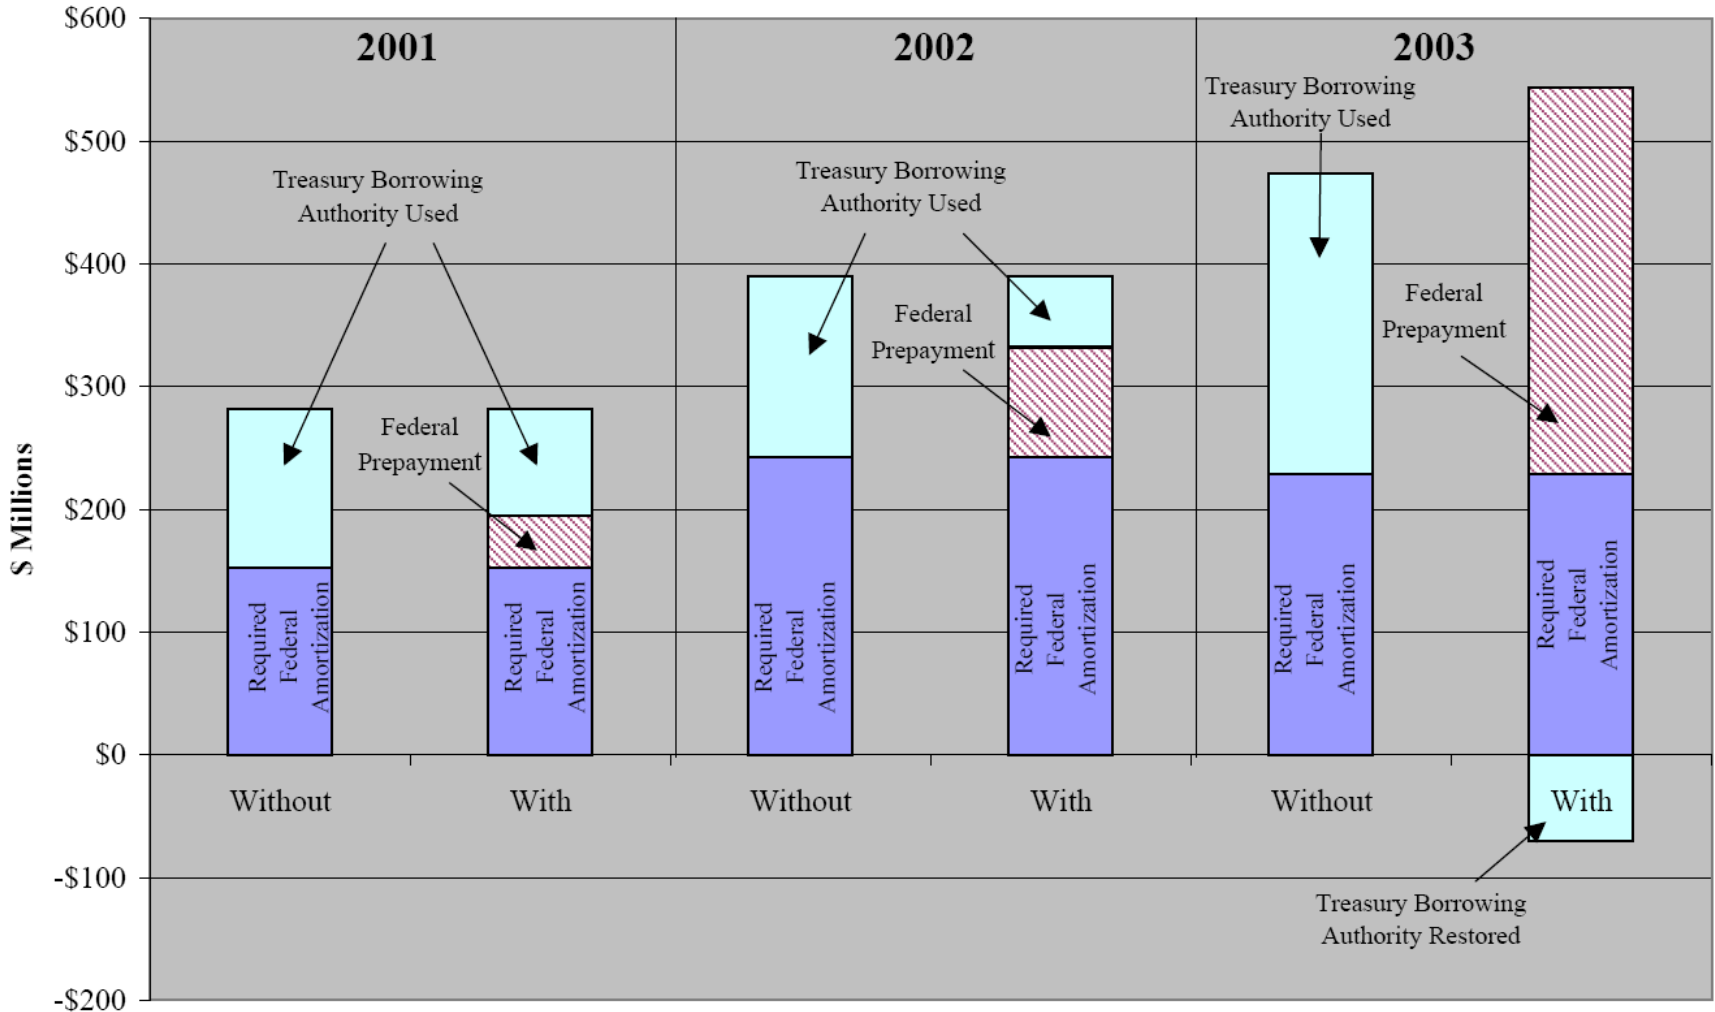 $600
$500
$400
$300
$200
$100
$0
-$100
-$200
$ Millions
2001
2002
2003
Treasury Borrowing
Authority Used
Federal
Prepayment
Required
Federal
Amortization
Required
Federal
Amortization
Treasury Borrowing
Authority Used
Federal
Prepayment
Required
Federal
Amortization
Required
Federal
Amortization
Treasury Borrowing
Authority Used
Federal
Prepayment
Required
Federal
Amortization
Required
Federal
Amortization
Without
With
Without
With
Without
With
Treasury Borrowing
Authority Restored